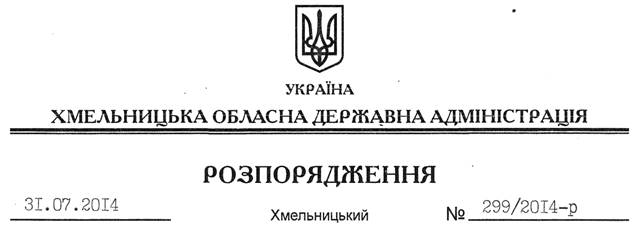 УКРАЇНА
ХМЕЛЬНИЦЬКА ОБЛАСНА ДЕРЖАВНА АДМІНІСТРАЦІЯ
РОЗПОРЯДЖЕННЯ
31.07.2014 Хмельницький № 299/2014-р